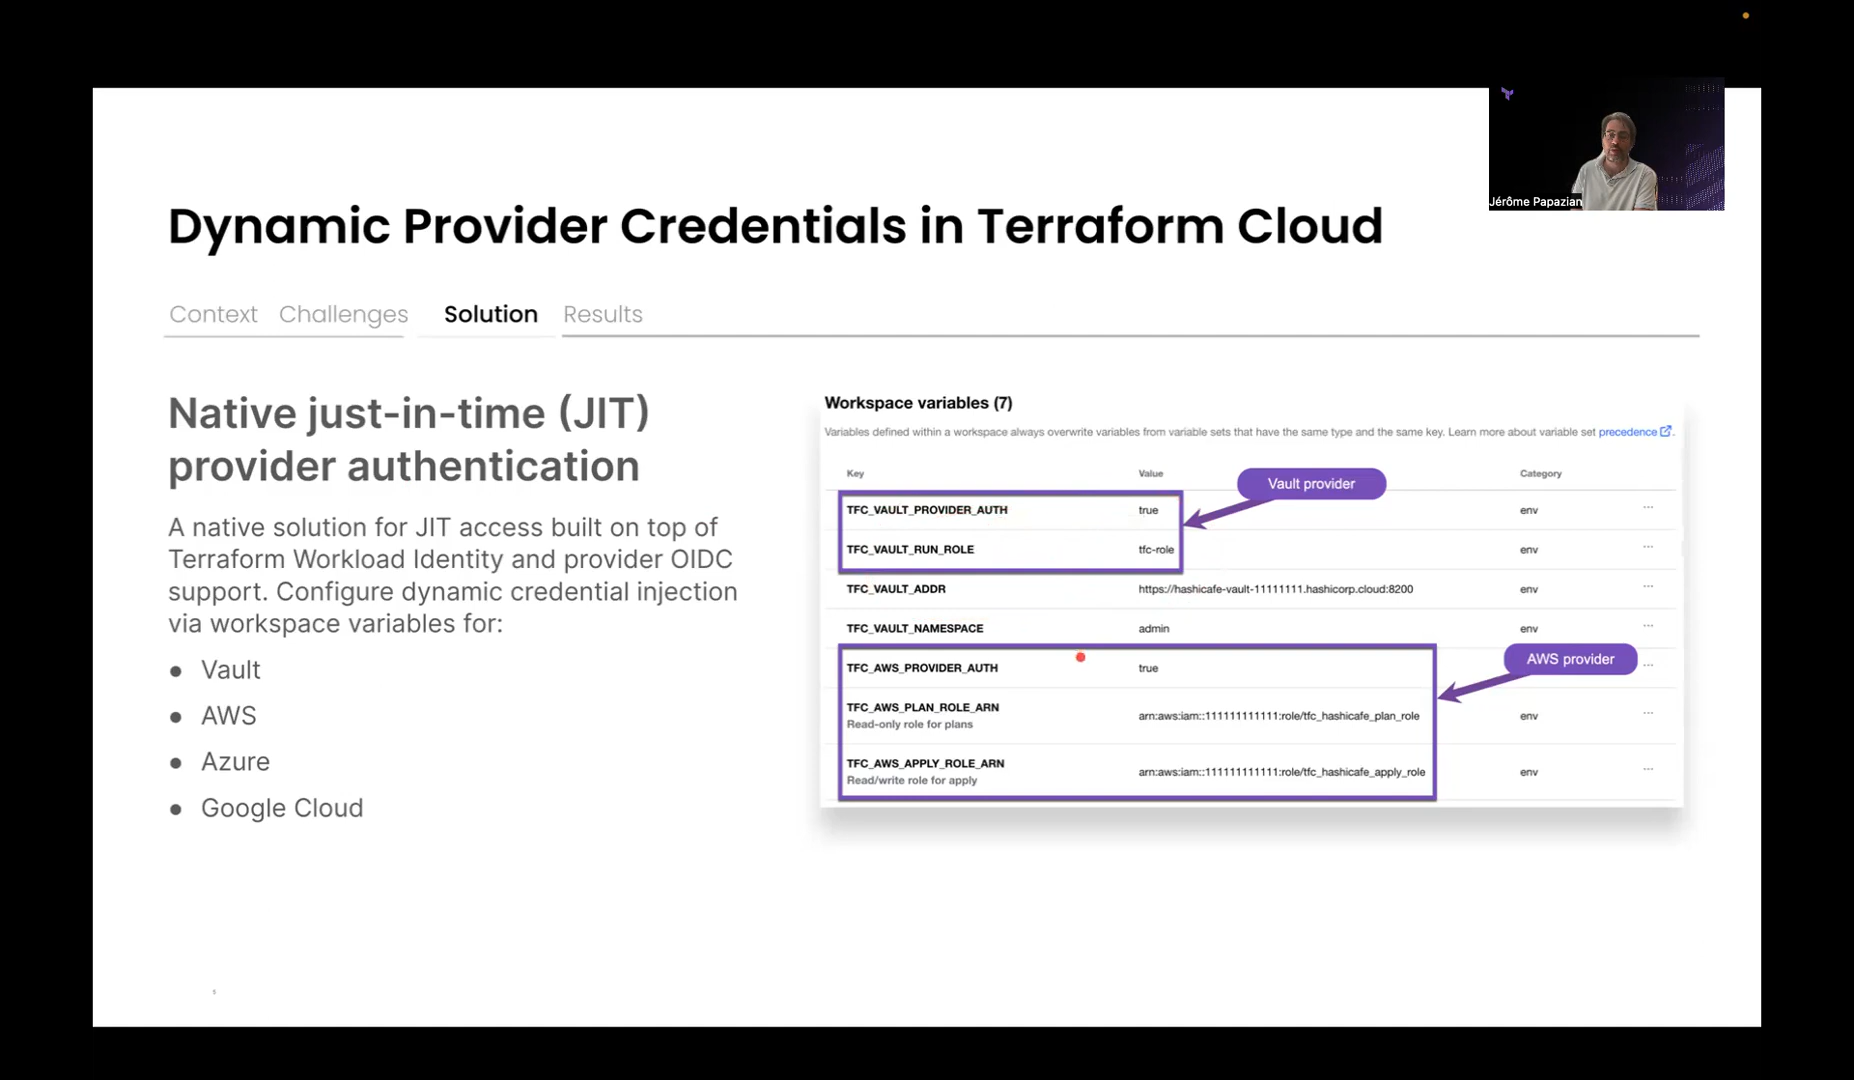 Jérôme Papazian
Dynamic Provider Credentials in Terraform Cloud
Context Challenges Solution Results
Native just-in-time (JIT)
provider authentication
A native solution for JIT access built on top of
Terraform Workload Identity and provider OIDC
support. Configure dynamic credential injection
via workspace variables for:
● Vault
● AWS
● Azure
● Google Cloud
Workspace variables (7)
Variables defined within a workspace always overwrite variables from variable sets that have the same type and the same key. Learn more about variable set precedence.
Key Value Category
Vault provider
TFC_VAULT_PROVIDER_AUTH true env
TFC_VAULT_RUN_ROLE tfc-role env
TFC_VAULT_ADDR https://hashicafe-vault-11111111.hashicorp.cloud:8200 env
TFC_VAULT_NAMESPACE admin env
AWS provider
TFC_AWS_PROVIDER_AUTH true
TFC_AWS_PLAN_ROLE_ARN arn:aws:iam::111111111111:role/tfc_hashicafe_plan_role env
Read-only role for plans
TFC_AWS_APPLY_ROLE_ARN arn:aws:iam::111111111111:role/tfc_hashicafe_apply_role env
Read/write role for apply
5